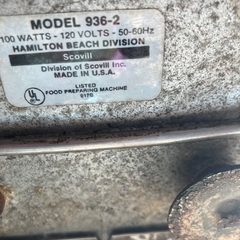 MODEL 936-2
100 WATTS - 120 VOLTS - 50-60Hz
HAMILTON BEACH DIVISION
Scovill
Division of Scovill Inc.
MADE IN U.S.A.
UL
LISTED
FOOD PREPARING MACHINE